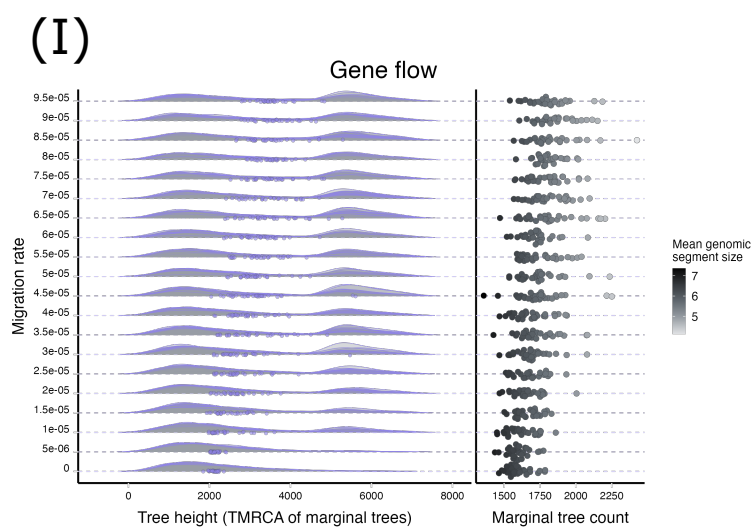 (I)
Gene flow
Migration rate
9.5e-05
9e-05
8.5e-05
8e-05
7.5e-05
7e-05
6.5e-05
6e-05
5.5e-05
5e-05
4.5e-05
4e-05
3.5e-05
3e-05
2.5e-05
2e-05
1.5e-05
1e-05
5e-06
0
0 2000 4000 6000 8000
Tree height (TMRCA of marginal trees)
1500 1750 2000 2250
Marginal tree count
Mean genomic
segment size
7
6
5